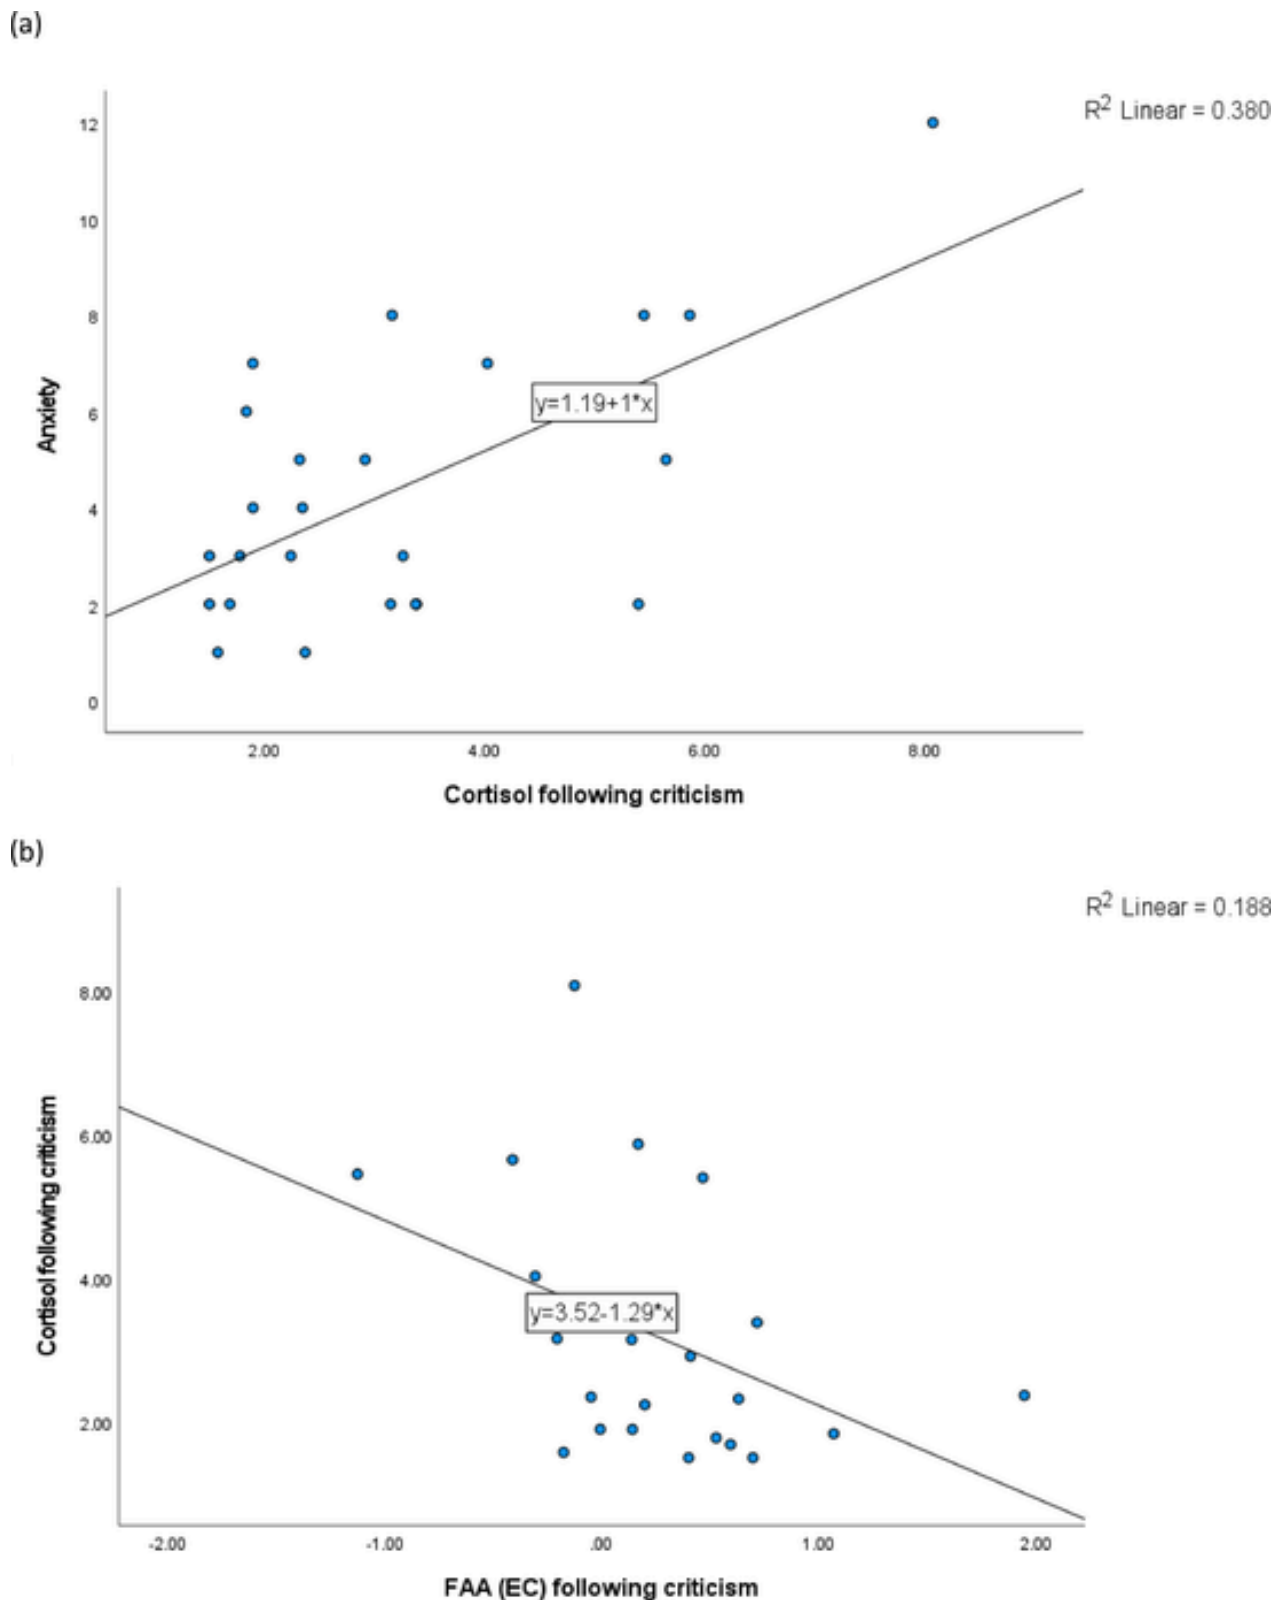 (a)
R2 Linear = 0.380
12
10
8
6
4
2
0
Anxiety
y=1.19+1*x
2.00 4.00 6.00 8.00
Cortisol following criticism
(b)
R2 Linear = 0.188
8.00
6.00
4.00
2.00
Cortisol following criticism
y=3.52-1.29*x
-2.00 -1.00 .00 1.00 2.00
FAA (EC) following criticism